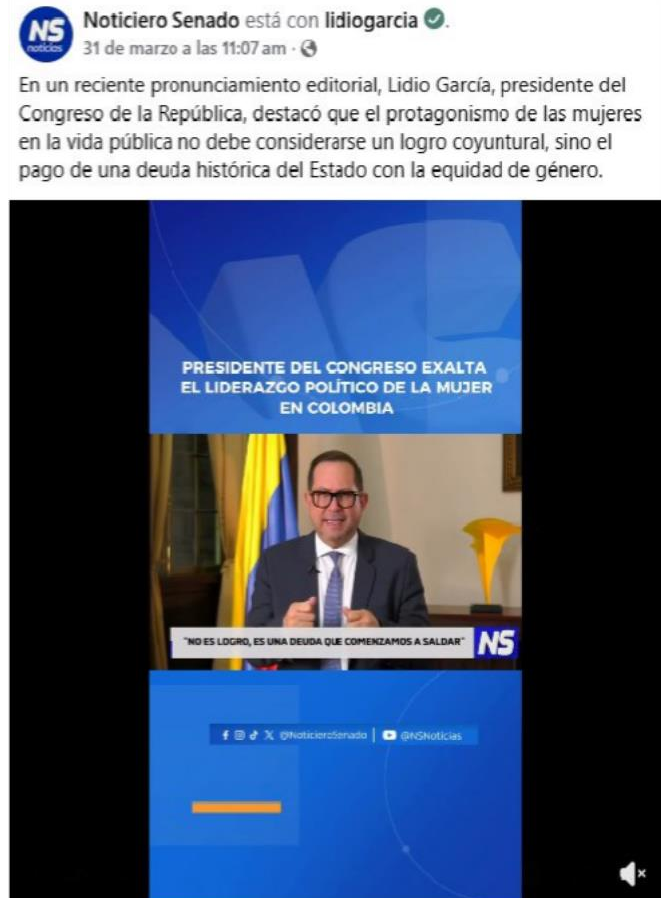 NS
noticias
Noticiero Senado está con lidiogarcia
31 de marzo a las 11:07 am ·
En un reciente pronunciamiento editorial, Lidio García, presidente del
Congreso de la República, destacó que el protagonismo de las mujeres
en la vida pública no debe considerarse un logro coyuntural, sino el
pago de una deuda histórica del Estado con la equidad de género.
NS
PRESIDENTE DEL CONGRESO EXALTA
EL LIDERAZGO POLÍTICO DE LA MUJER
EN COLOMBIA
"NO ES LOGRO, ES UNA DEUDA QUE COMENZAMOS A SALDAR"
NS
@NoticieroSenado | @NSNoticias